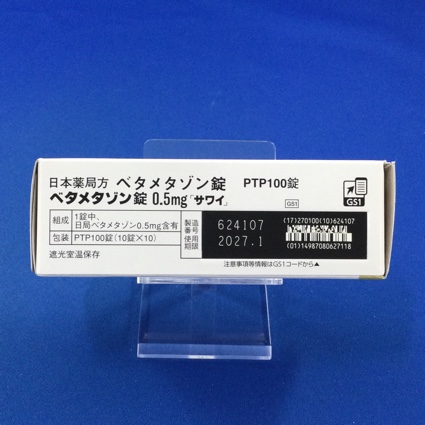 日本薬局方 ベタメタゾン錠 PTP100錠
ベタメタゾン錠 0.5mg「サワイ」
GS1
GS1
組成 1錠中、
日局ベタメタゾン0.5mg含有
包装 PTP100錠(10錠×10)
遮光室温保存
製造番号 624107
使用期限 2027.1
(17)270100(10)624107
(01)14987080627118
注意事項等情報はGS1コードから▲